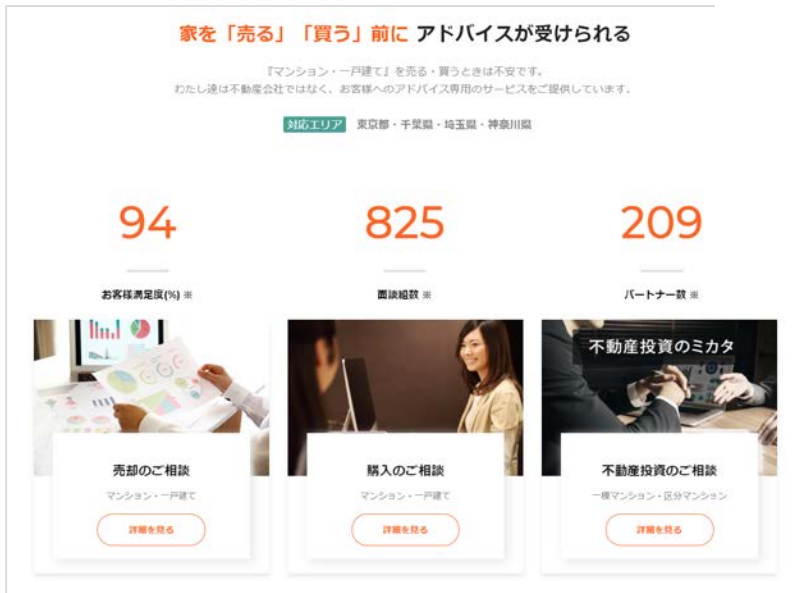 家を「売る」「買う」前に アドバイスが受けられる
『マンション・一戸建て』を売る・買うときは不安です。
わたし達は不動産会社ではなく、お客様へのアドバイス専用のサービスをご提供しています。
対応エリア 東京都・千葉県・埼玉県・神奈川県
94
825
209
お客様満足度(%) ※
面談組数 ※
パートナー数 ※
不動産投資のミカタ
売却のご相談
マンション・一戸建て
詳細を見る
購入のご相談
マンション・一戸建て
詳細を見る
不動産投資のご相談
一棟マンション・区分マンション
詳細を見る